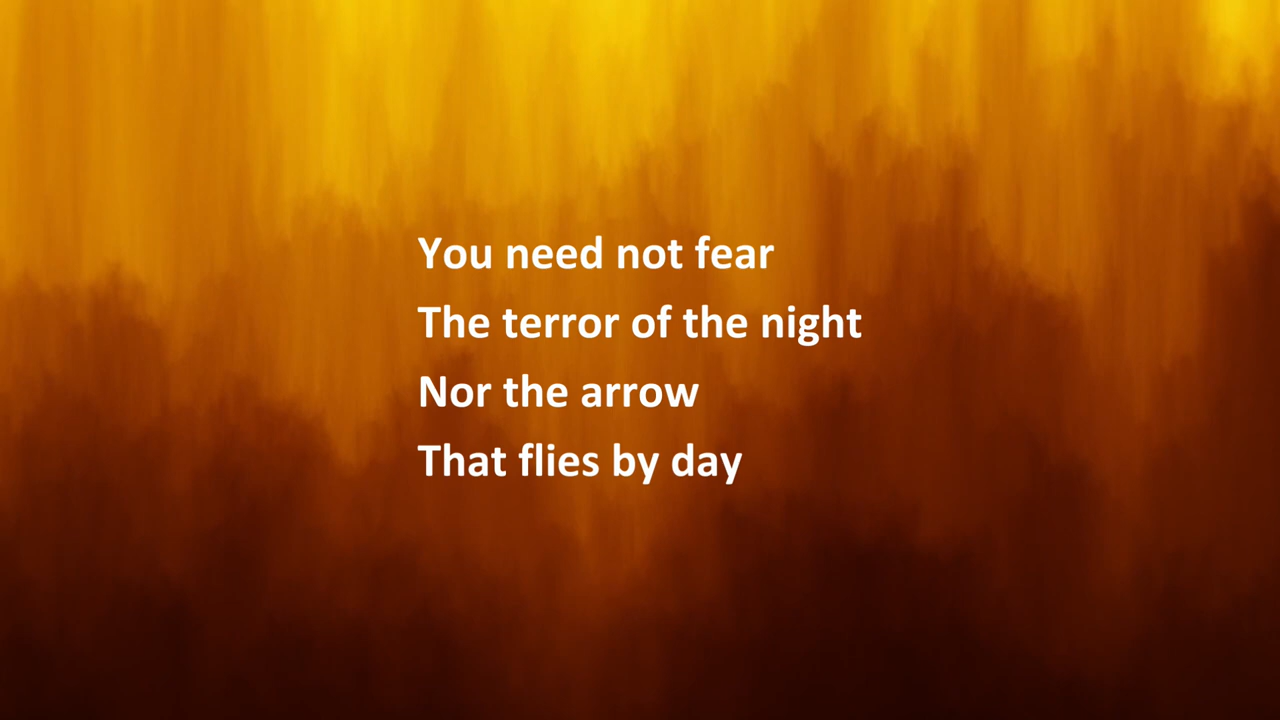 You need not fear
The terror of the night
Nor the arrow
That flies by day